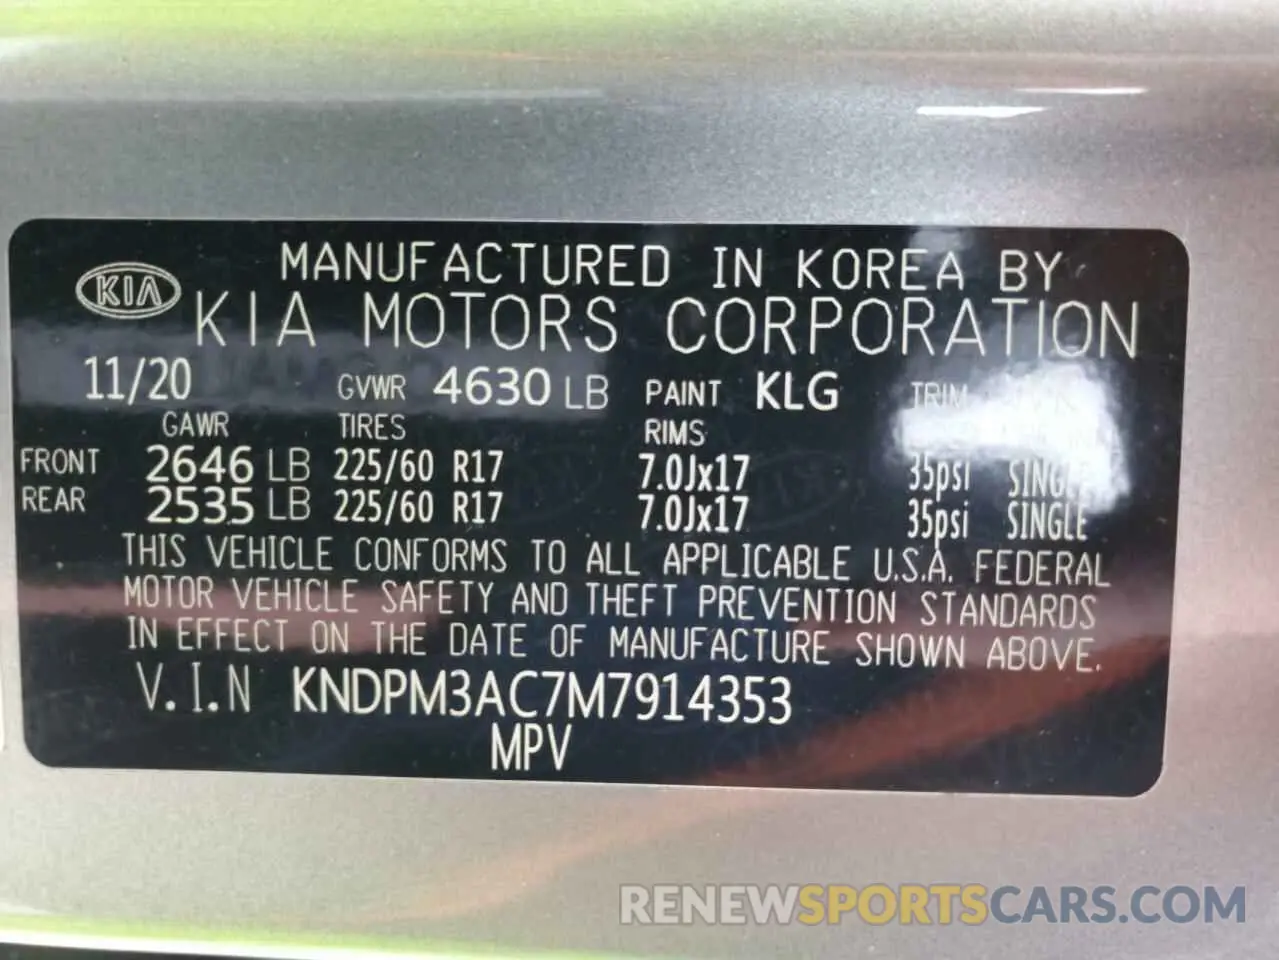 MANUFACTURED IN KOREA BY
KIA
KIA MOTORS CORPORATION
11/20 GVWR 4630 LB PAINT KLG TRIM
GAWR TIRES RIMS
FRONT 2646 LB 225/60 R17 7.0Jx17 35psi SINGLE
REAR 2535 LB 225/60 R17 7.0Jx17 35psi SINGLE
THIS VEHICLE CONFORMS TO ALL APPLICABLE U.S.A. FEDERAL
MOTOR VEHICLE SAFETY AND THEFT PREVENTION STANDARDS
IN EFFECT ON THE DATE OF MANUFACTURE SHOWN ABOVE.
V.I.N KNDPM3AC7M7914353
MPV
RENEWSPORTSCARS.COM